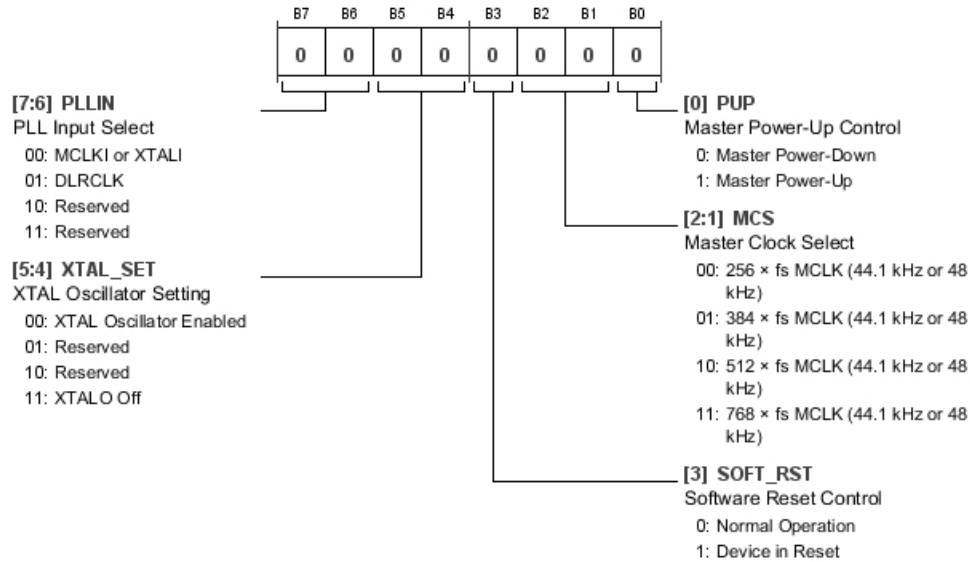 B7 B6 B5 B4 B3 B2 B1 B0
0 0 0 0 0 0 0 0
[7:6] PLLIN
PLL Input Select
00: MCLKI or XTALI
01: DLRCLK
10: Reserved
11: Reserved
[5:4] XTAL_SET
XTAL Oscillator Setting
00: XTAL Oscillator Enabled
01: Reserved
10: Reserved
11: XTALO Off
[0] PUP
Master Power-Up Control
0: Master Power-Down
1: Master Power-Up
[2:1] MCS
Master Clock Select
00: 256 × fs MCLK (44.1 kHz or 48
kHz)
01: 384 × fs MCLK (44.1 kHz or 48
kHz)
10: 512 × fs MCLK (44.1 kHz or 48
kHz)
11: 768 × fs MCLK (44.1 kHz or 48
kHz)
[3] SOFT_RST
Software Reset Control
0: Normal Operation
1: Device in Reset